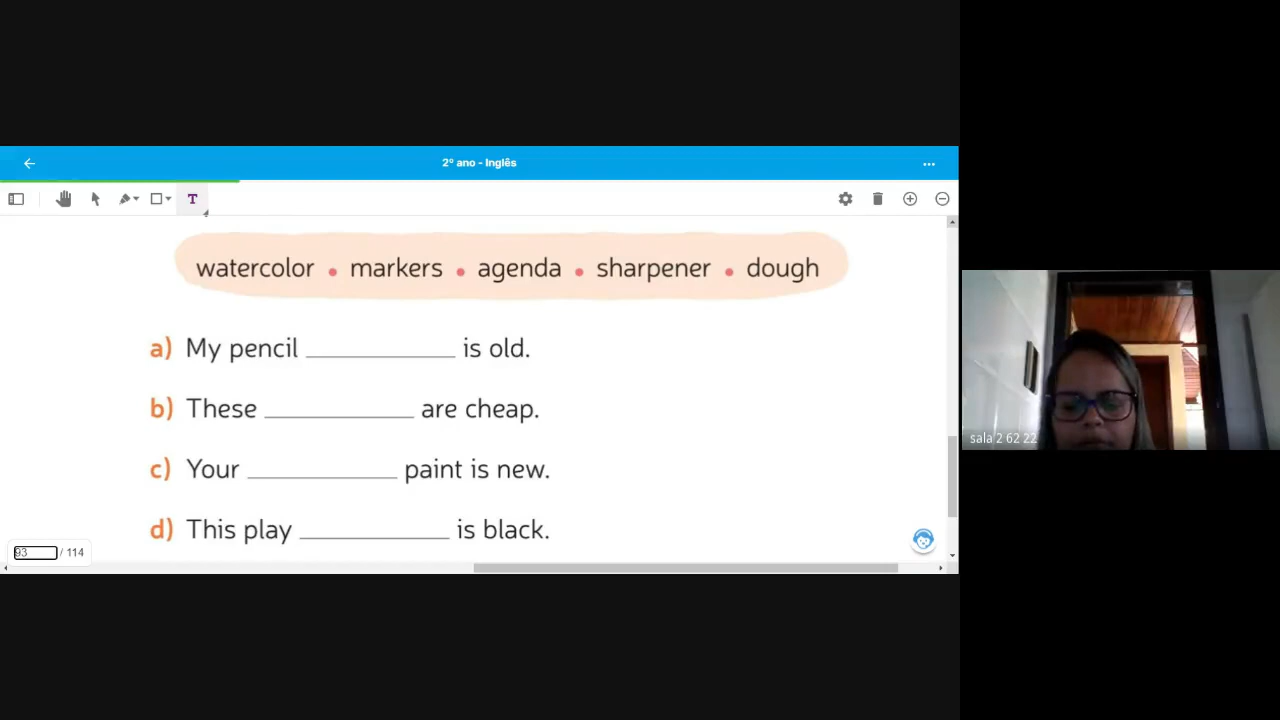 2º ano - Inglês
watercolor • markers • agenda • sharpener • dough
a) My pencil ____________ is old.
b) These ____________ are cheap.
c) Your ____________ paint is new.
d) This play ____________ is black.
93 / 114
sala 2 62 22